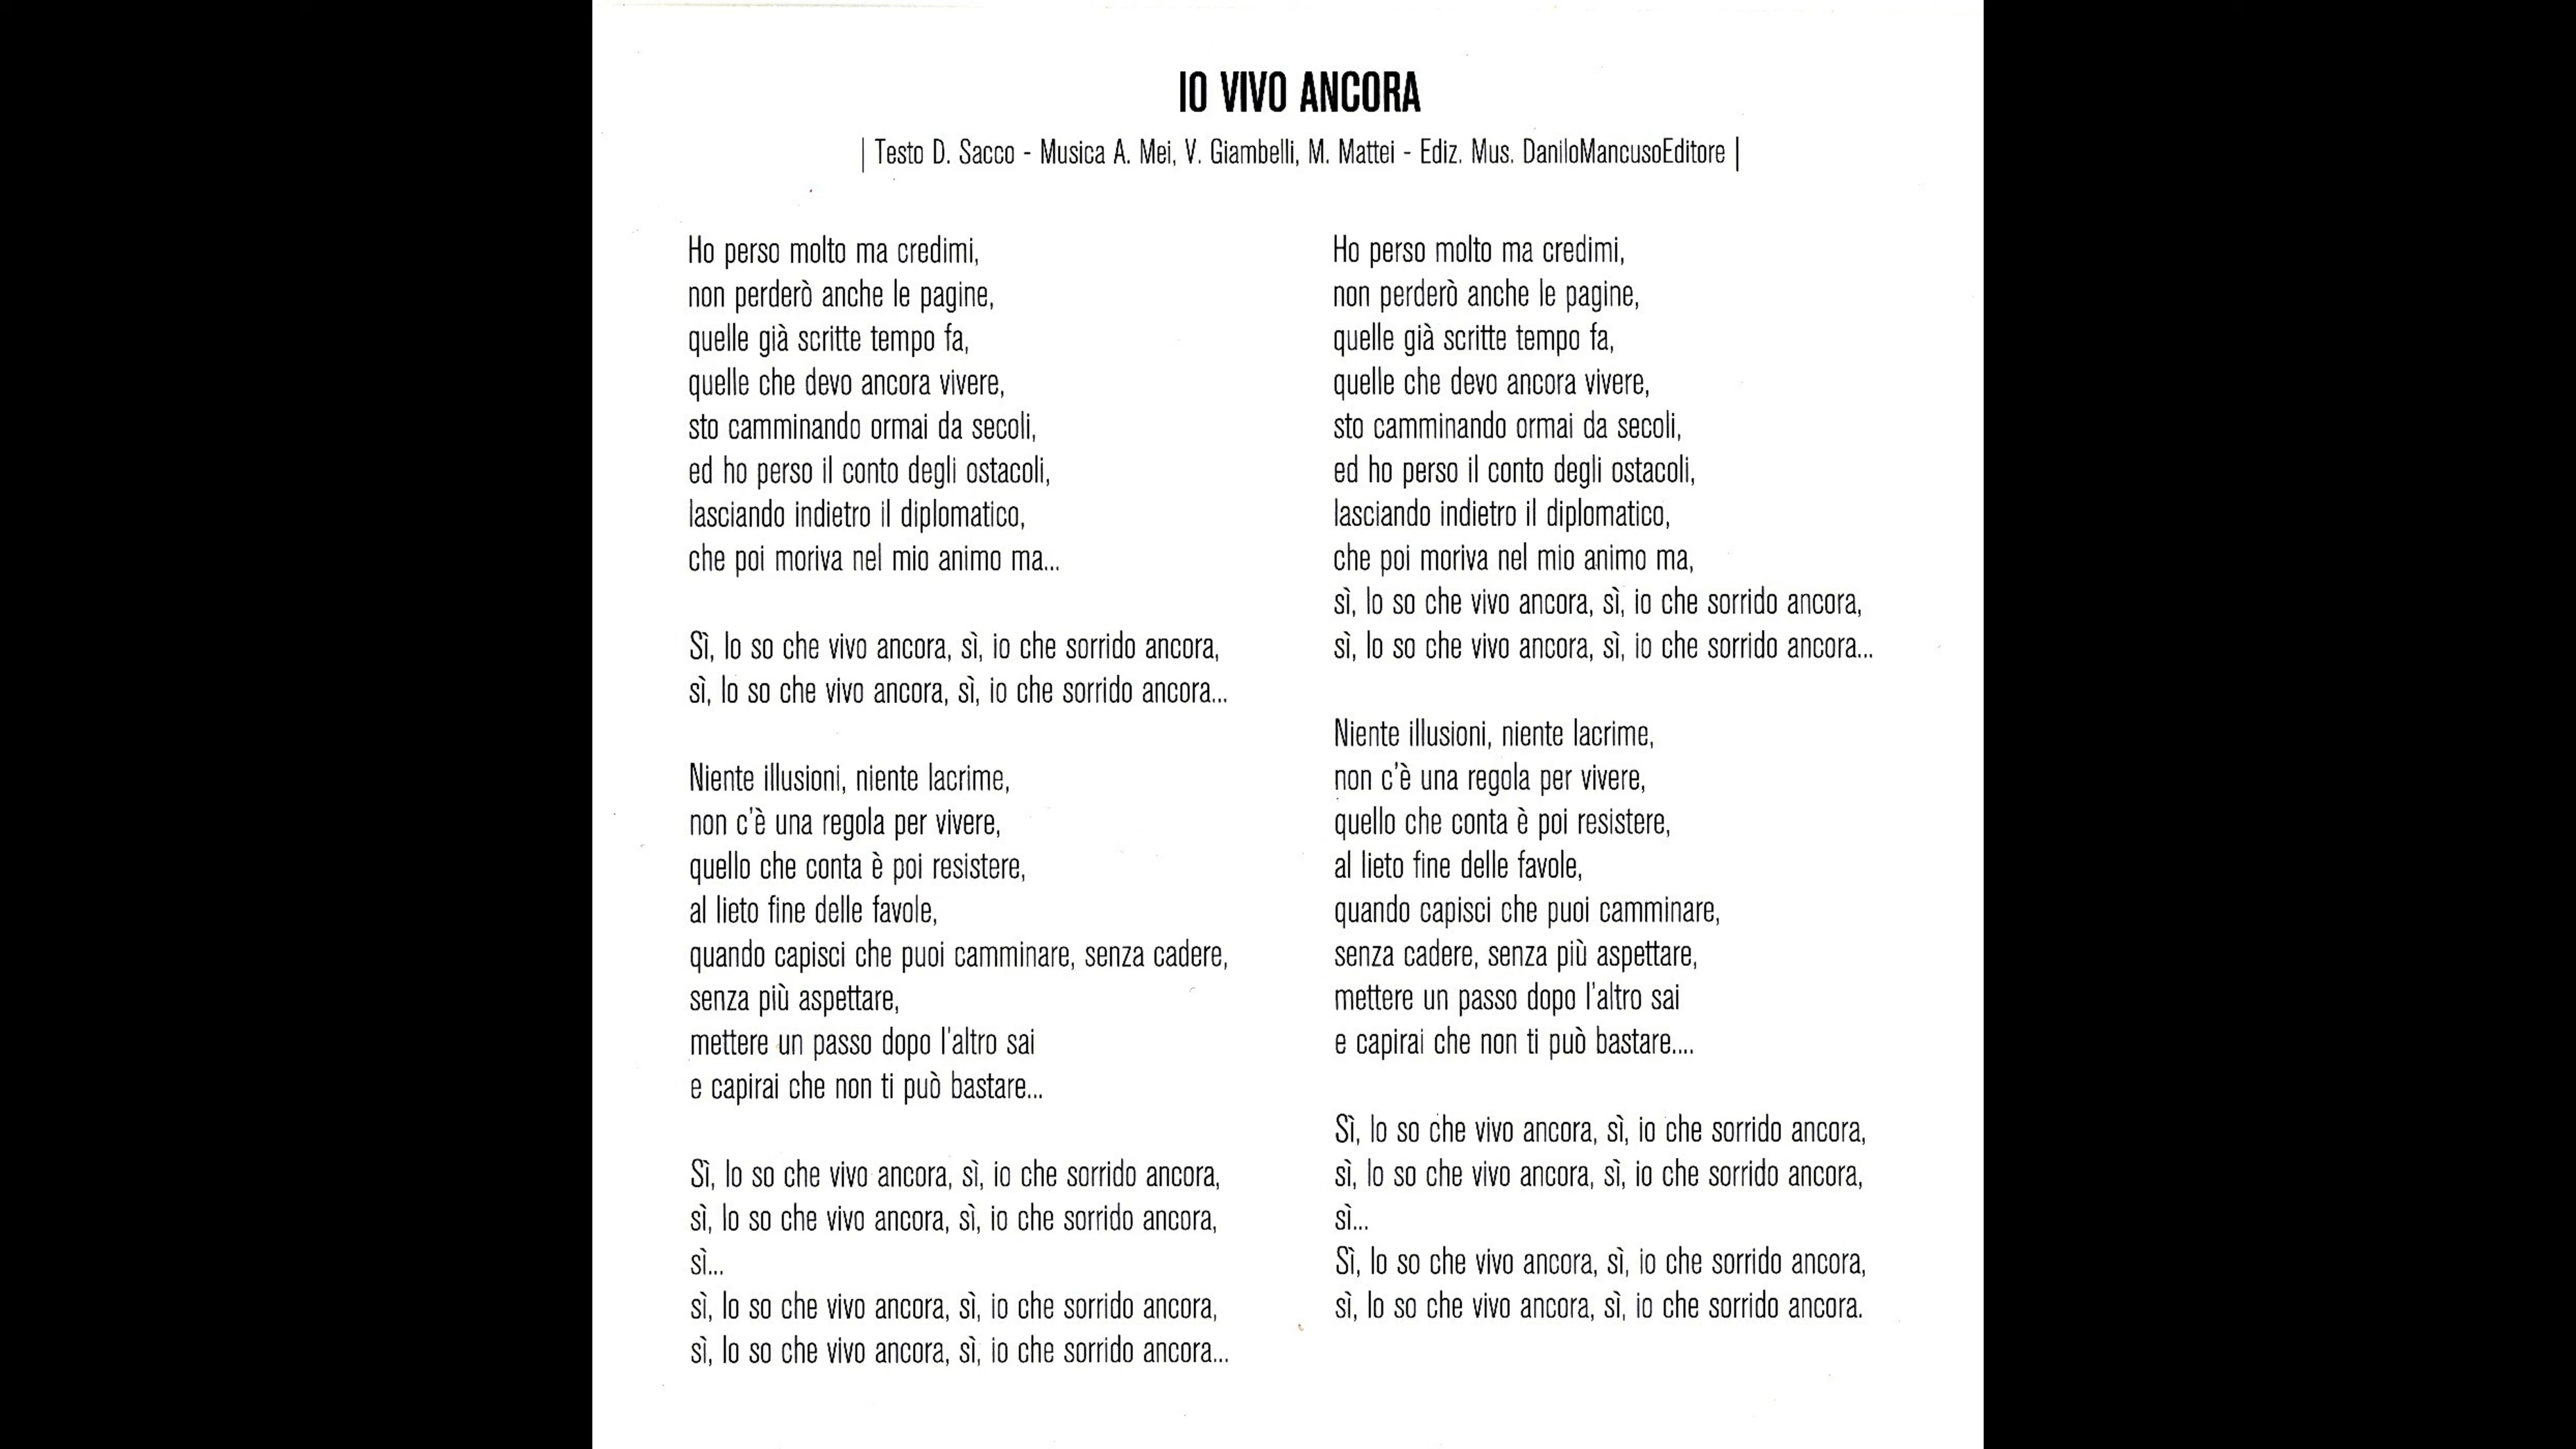 IO VIVO ANCORA
| Testo D. Sacco - Musica A. Mei, V. Giambelli, M. Mattei - Ediz. Mus. DaniloMancusoEditore |
Ho perso molto ma credimi,
non perderò anche le pagine,
quelle già scritte tempo fa,
quelle che devo ancora vivere,
sto camminando ormai da secoli,
ed ho perso il conto degli ostacoli,
lasciando indietro il diplomatico,
che poi moriva nel mio animo ma...
Sì, lo so che vivo ancora, sì, io che sorrido ancora,
sì, lo so che vivo ancora, sì, io che sorrido ancora...
Niente illusioni, niente lacrime,
non c'è una regola per vivere,
quello che conta è poi resistere,
al lieto fine delle favole,
quando capisci che puoi camminare, senza cadere,
senza più aspettare,
mettere un passo dopo l'altro sai
e capirai che non ti può bastare...
Sì, lo so che vivo ancora, sì, io che sorrido ancora,
sì, lo so che vivo ancora, sì, io che sorrido ancora,
sì...
sì, lo so che vivo ancora, sì, io che sorrido ancora,
sì, lo so che vivo ancora, sì, io che sorrido ancora...
Ho perso molto ma credimi,
non perderò anche le pagine,
quelle già scritte tempo fa,
quelle che devo ancora vivere,
sto camminando ormai da secoli,
ed ho perso il conto degli ostacoli,
lasciando indietro il diplomatico,
che poi moriva nel mio animo ma,
sì, lo so che vivo ancora, sì, io che sorrido ancora,
sì, lo so che vivo ancora, sì, io che sorrido ancora...
Niente illusioni, niente lacrime,
non c'è una regola per vivere,
quello che conta è poi resistere,
al lieto fine delle favole,
quando capisci che puoi camminare,
senza cadere, senza più aspettare,
mettere un passo dopo l'altro sai
e capirai che non ti può bastare....
Sì, lo so che vivo ancora, sì, io che sorrido ancora,
sì, lo so che vivo ancora, sì, io che sorrido ancora,
sì...
Sì, lo so che vivo ancora, sì, io che sorrido ancora,
sì, lo so che vivo ancora, sì, io che sorrido ancora.